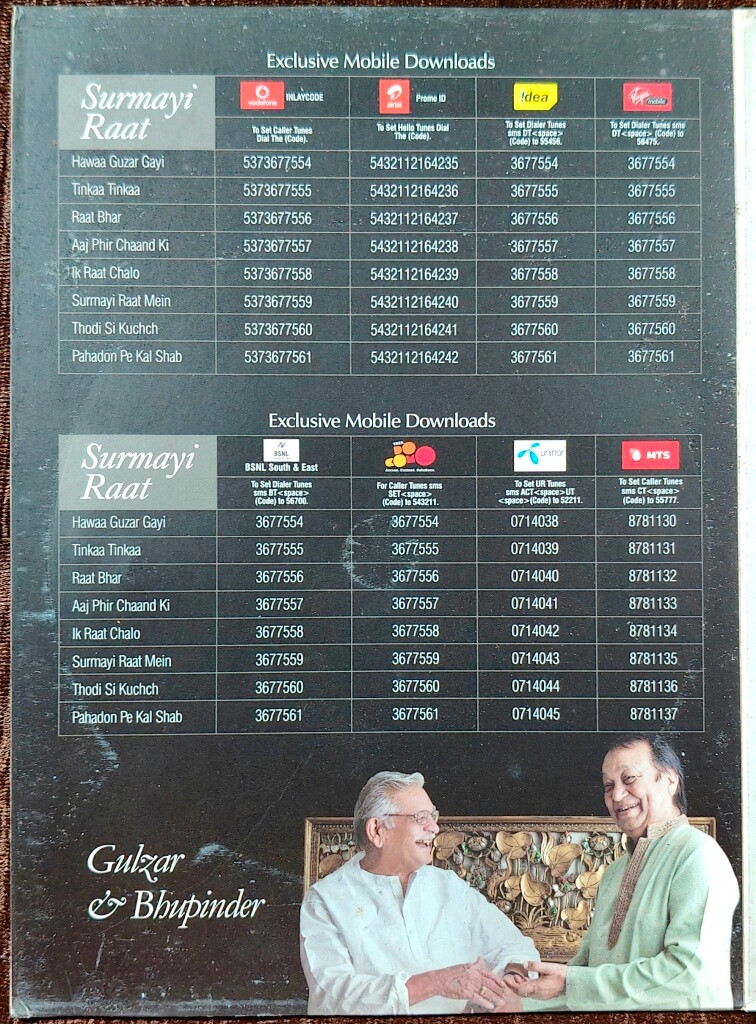 Exclusive Mobile Downloads
Surmayi
Raat
vodafone INLAYCODE
airtel Promo ID
!dea
Virgin mobile
To Set Caller Tunes
Dial The (Code).
To Set Hello Tunes Dial
The (Code).
To Set Dialer Tunes
sms DT<space>
(Code) to 55456.
To Set Dialer Tunes sms
DT<space> (Code) to
58475.
Hawaa Guzar Gayi 5373677554 5432112164235 3677554 3677554
Tinkaa Tinkaa 5373677555 5432112164236 3677555 3677555
Raat Bhar 5373677556 5432112164237 3677556 3677556
Aaj Phir Chaand Ki 5373677557 5432112164238 3677557 3677557
Ik Raat Chalo 5373677558 5432112164239 3677558 3677558
Surmayi Raat Mein 5373677559 5432112164240 3677559 3677559
Thodi Si Kuchch 5373677560 5432112164241 3677560 3677560
Pahadon Pe Kal Shab 5373677561 5432112164242 3677561 3677561
Exclusive Mobile Downloads
Surmayi
Raat
BSNL
BSNL South & East
TATA
uninor
MTS
To Set Dialer Tunes
sms BT<space>
(Code) to 56700.
For Caller Tunes sms
SET<space>
(Code) to 543211.
To Set UR Tunes
sms ACT<space>UT
<space>(Code) to 52211.
To Set Caller Tunes
sms CT<space>
(Code) to 55777.
Hawaa Guzar Gayi 3677554 3677554 0714038 8781130
Tinkaa Tinkaa 3677555 3677555 0714039 8781131
Raat Bhar 3677556 3677556 0714040 8781132
Aaj Phir Chaand Ki 3677557 3677557 0714041 8781133
Ik Raat Chalo 3677558 3677558 0714042 8781134
Surmayi Raat Mein 3677559 3677559 0714043 8781135
Thodi Si Kuchch 3677560 3677560 0714044 8781136
Pahadon Pe Kal Shab 3677561 3677561 0714045 8781137
Gulzar
& Bhupinder